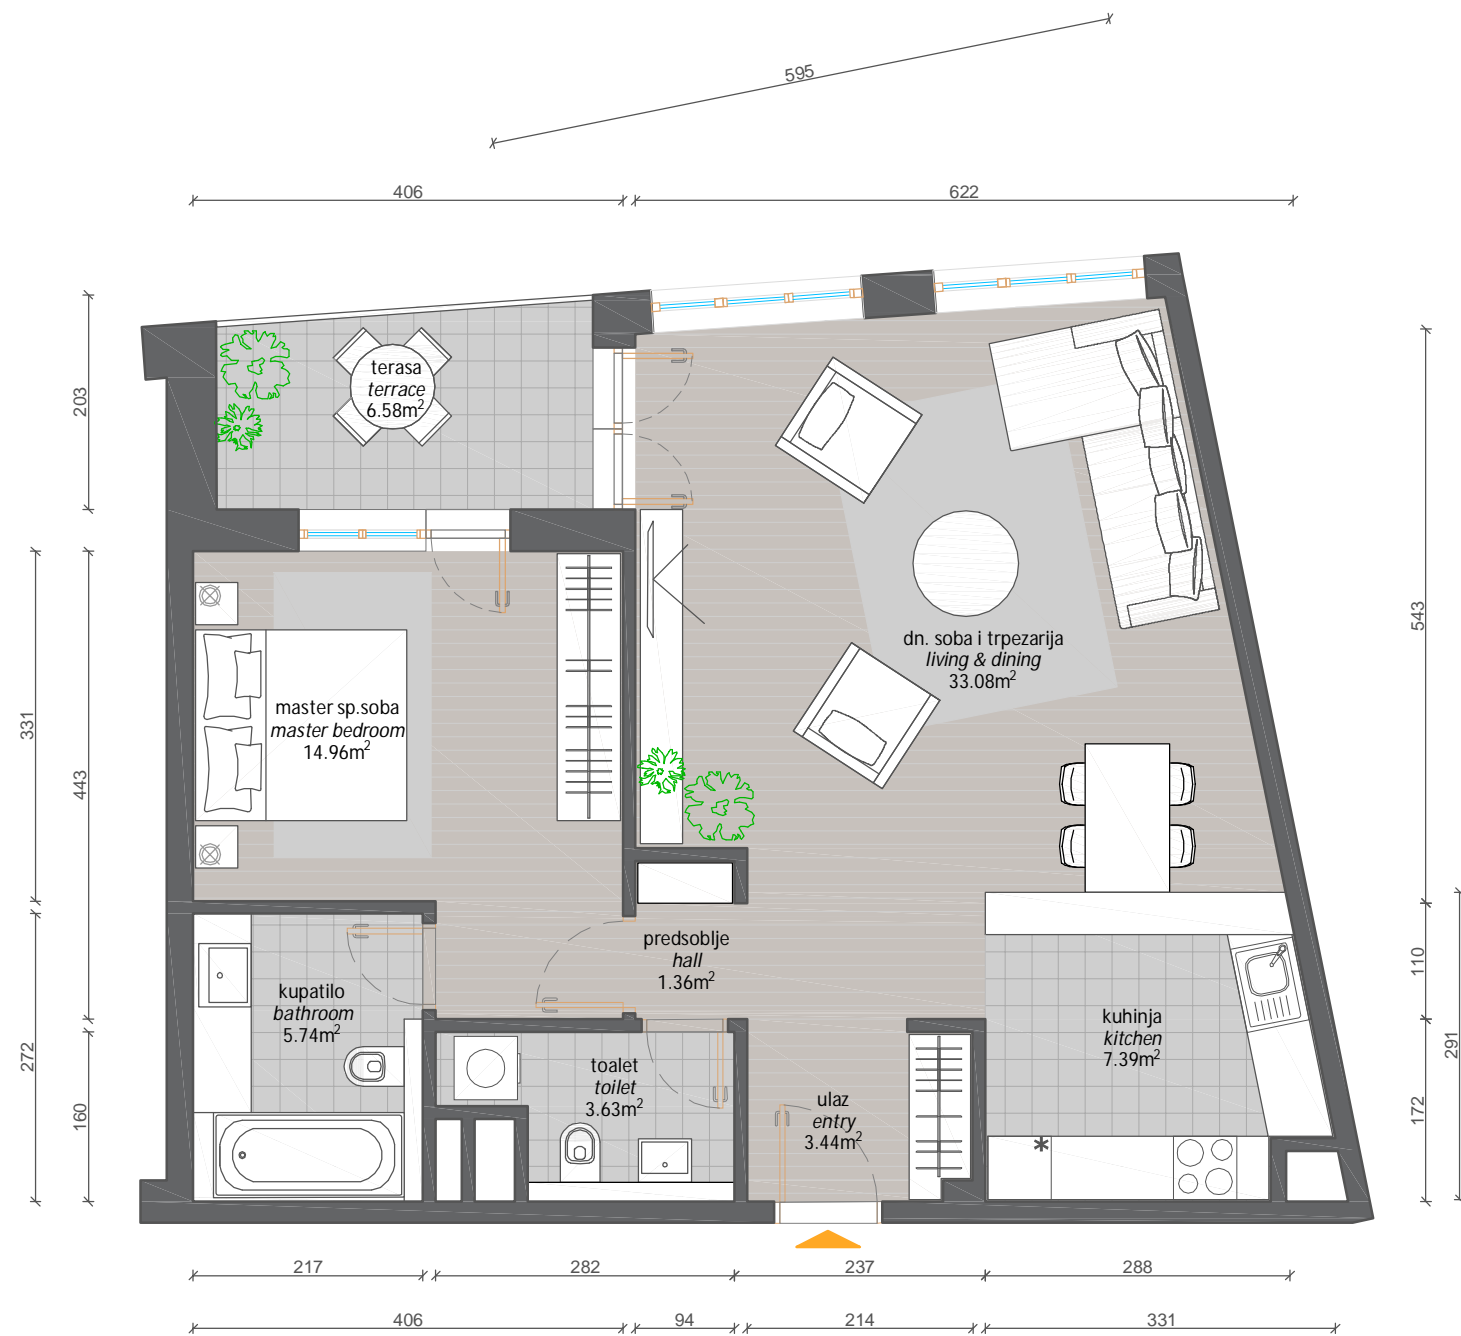 595
406
622
203
terasa
terrace
6.58m²
543
dn. soba i trpezarija
living & dining
33.08m²
331
443
master sp.soba
master bedroom
14.96m²
predsoblje
hall
1.36m²
110
kupatilo
bathroom
5.74m²
kuhinja
kitchen
7.39m²
272
160
toalet
toilet
3.63m²
ulaz
entry
3.44m²
291
172
*
217
282
237
288
406
94
214
331